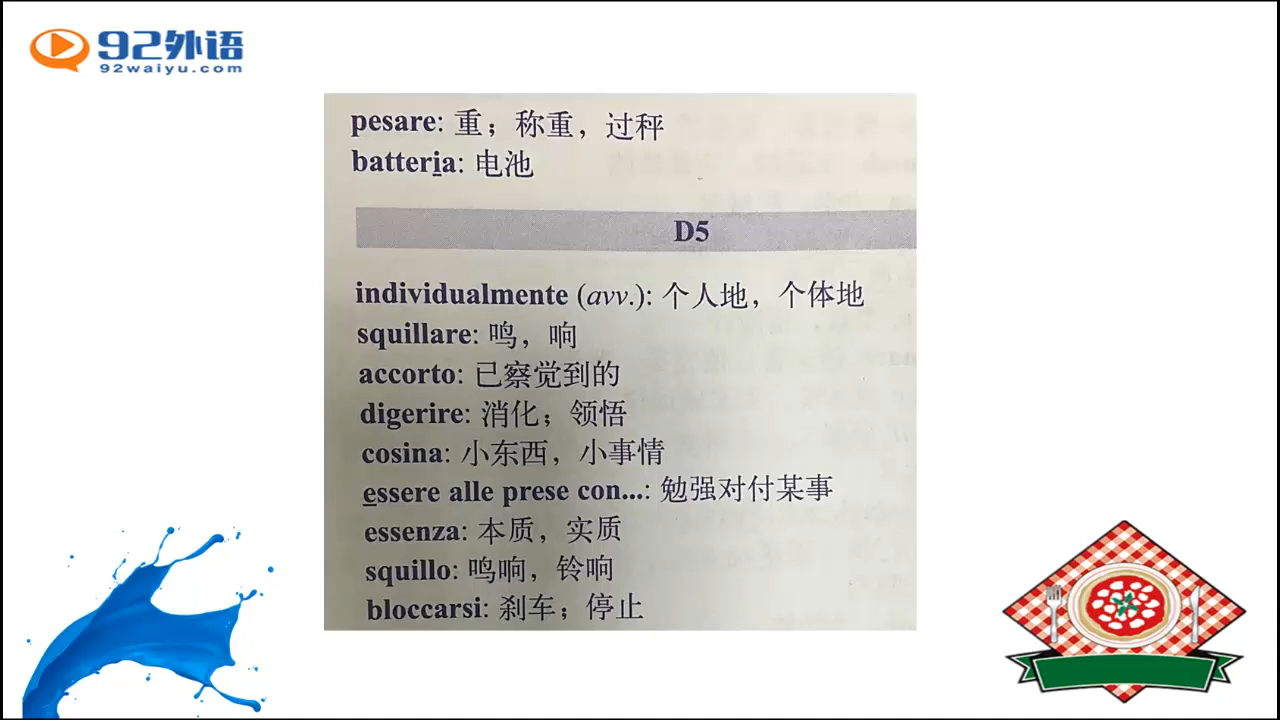 92外语
92waiyu.com
pesare: 重；称重，过秤
batteria: 电池
D5
individualmente (avv.): 个人地，个体地
squillare: 鸣，响
accorto: 已察觉到的
digerire: 消化；领悟
cosina: 小东西，小事情
essere alle prese con...: 勉强对付某事
essenza: 本质，实质
squillo: 鸣响，铃响
bloccarsi: 刹车；停止